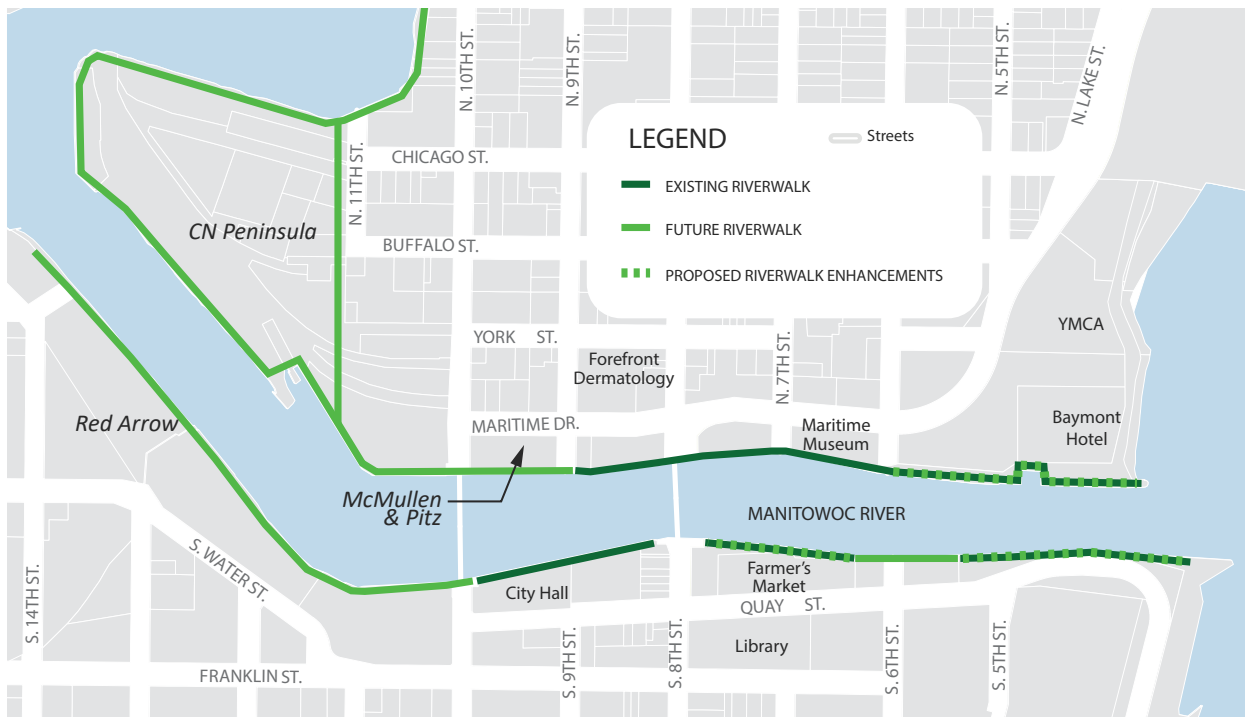 N. 10TH ST.
N. 9TH ST.
N. 5TH ST.
N. LAKE ST.
LEGEND
Streets
EXISTING RIVERWALK
FUTURE RIVERWALK
PROPOSED RIVERWALK ENHANCEMENTS
CHICAGO ST.
N. 11TH ST.
CN Peninsula
BUFFALO ST.
YORK ST.
Forefront
Dermatology
N. 7TH ST.
YMCA
Red Arrow
MARITIME DR.
Maritime
Museum
Baymont
Hotel
McMullen
& Pitz
MANITOWOC RIVER
S. WATER ST.
S. 14TH ST.
City Hall
Farmer's
Market
QUAY ST.
Library
S. 9TH ST.
S. 8TH ST.
S. 6TH ST.
S. 5TH ST.
FRANKLIN ST.